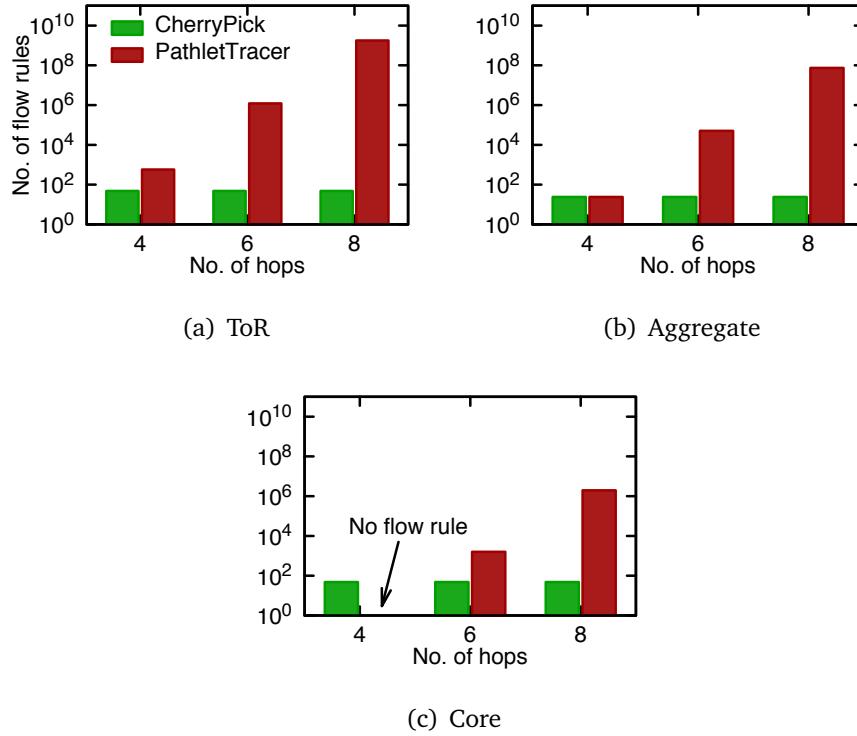 CherryPick
PathletTracer
No. of flow rules
10^10
10^8
10^6
10^4
10^2
10^0
4 6 8
No. of hops
(a) ToR
10^10
10^8
10^6
10^4
10^2
10^0
4 6 8
No. of hops
(b) Aggregate
10^10
10^8
10^6
10^4
10^2
10^0
No flow rule
4 6 8
No. of hops
(c) Core